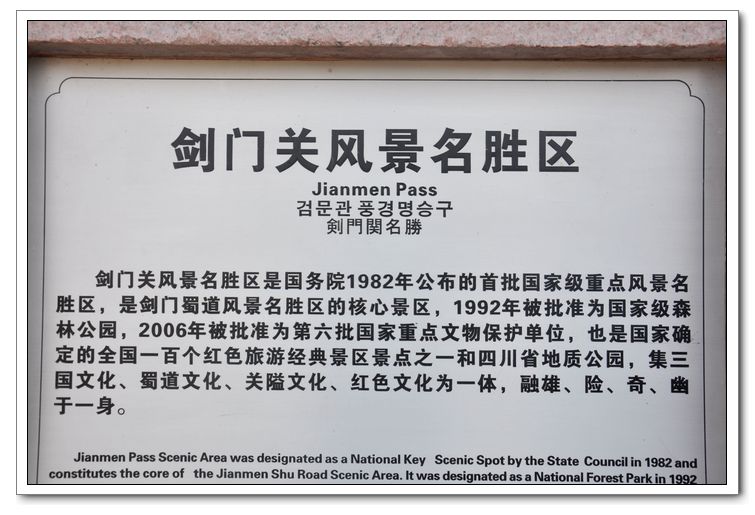 剑门关风景名胜区
Jianmen Pass
검문관 풍경명승구
剣門関名勝
剑门关风景名胜区是国务院1982年公布的首批国家级重点风景名
胜区，是剑门蜀道风景名胜区的核心景区，1992年被批准为国家级森
林公园，2006年被批准为第六批国家重点文物保护单位，也是国家确
定的全国一百个红色旅游经典景区景点之一和四川省地质公园，集三
国文化、蜀道文化、关隘文化、红色文化为一体，融雄、险、奇、幽
于一身。
Jianmen Pass Scenic Area was designated as a National Key Scenic Spot by the State Council in 1982 and
constitutes the core of the Jianmen Shu Road Scenic Area. It was designated as a National Forest Park in 1992